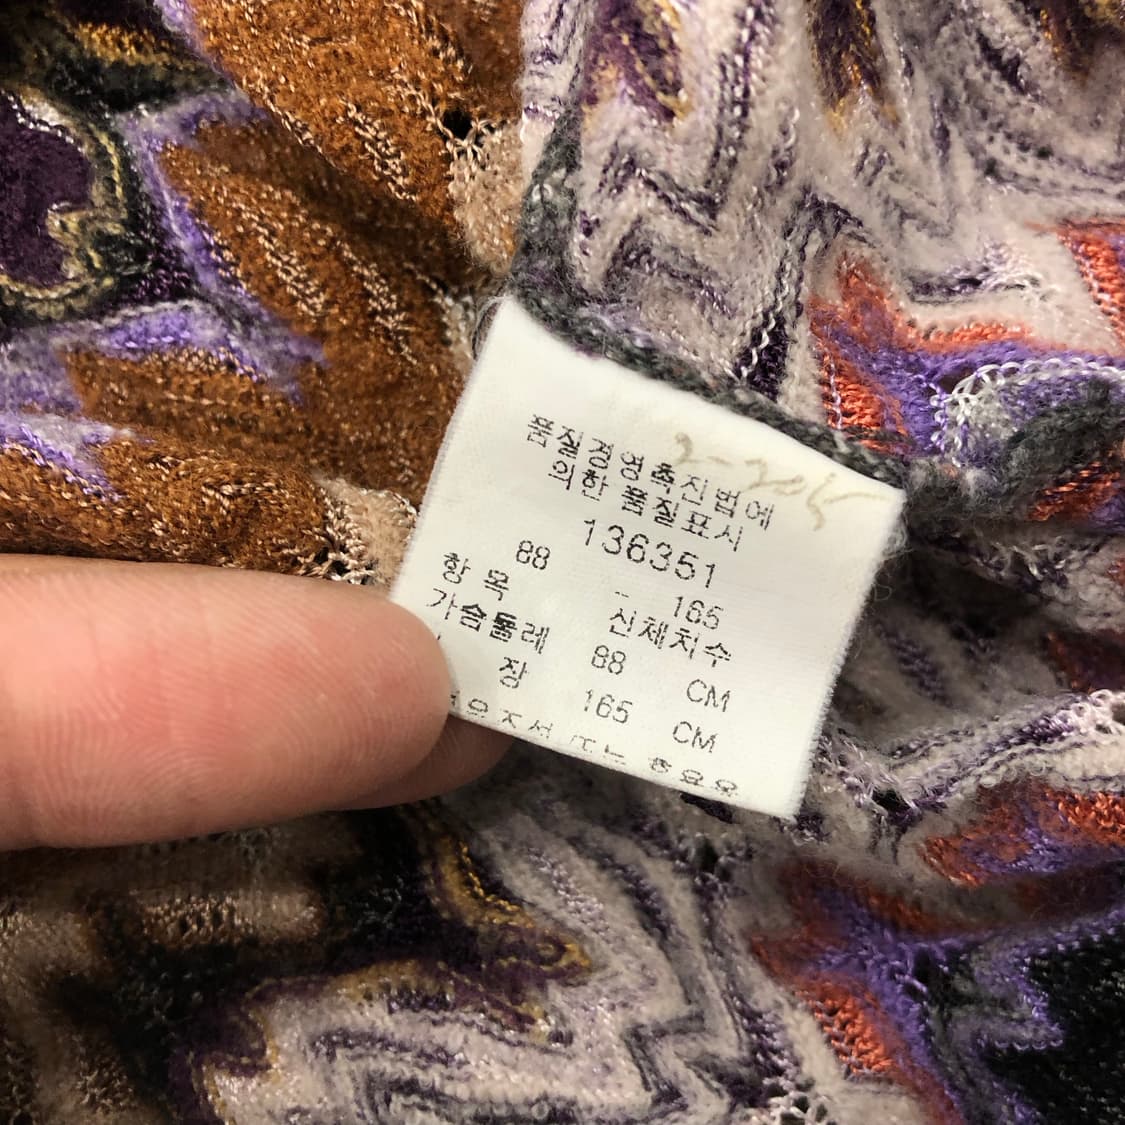 품질경영촉진법에
의한 품질표시
136351
88 - 165
항 목 신체치수
가슴둘레 88 CM
장 165 CM